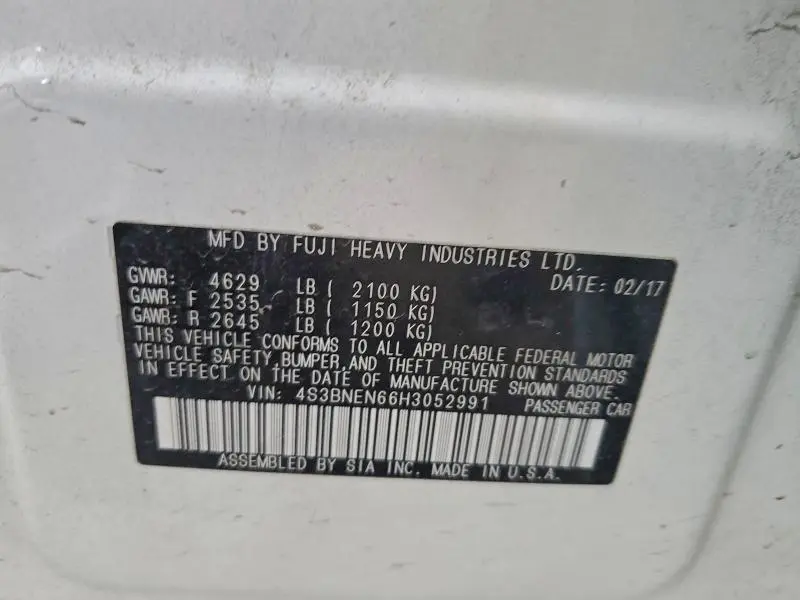 MFD BY FUJI HEAVY INDUSTRIES LTD.
DATE: 02/17
GVWR: 4629 LB ( 2100 KG)
GAWR: F 2535 LB ( 1150 KG)
GAWR: R 2645 LB ( 1200 KG)
THIS VEHICLE CONFORMS TO ALL APPLICABLE FEDERAL MOTOR
VEHICLE SAFETY, BUMPER, AND THEFT PREVENTION STANDARDS
IN EFFECT ON THE DATE OF MANUFACTURE SHOWN ABOVE.
VIN: 4S3BNEN66H3052991 PASSENGER CAR
ASSEMBLED BY SIA INC. MADE IN U.S.A.